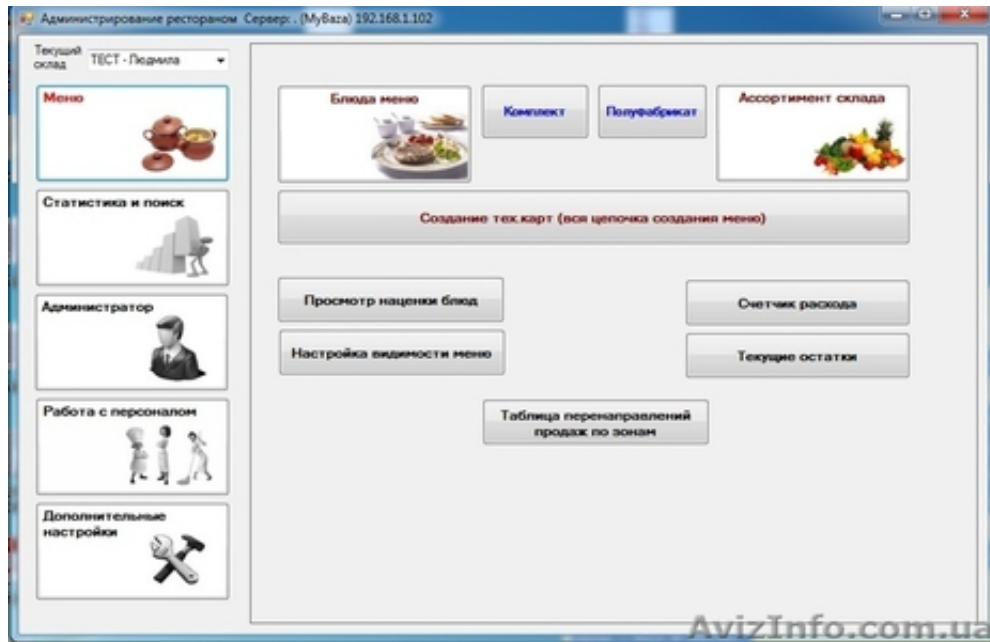 Администрирование рестораном Сервер: . (MyBaza) 192.168.1.102
Текущий
склад
ТЕСТ - Людмила
Меню
Статистика и поиск
Администратор
Работа с персоналом
Дополнительные
настройки
Блюда меню
Комплект
Полуфабрикат
Ассортимент склада
Создание тех.карт (вся цепочка создания меню)
Просмотр наценки блюд
Счетчик расхода
Настройка видимости меню
Текущие остатки
Таблица перенаправлений
продаж по зонам
AvizInfo.com.ua